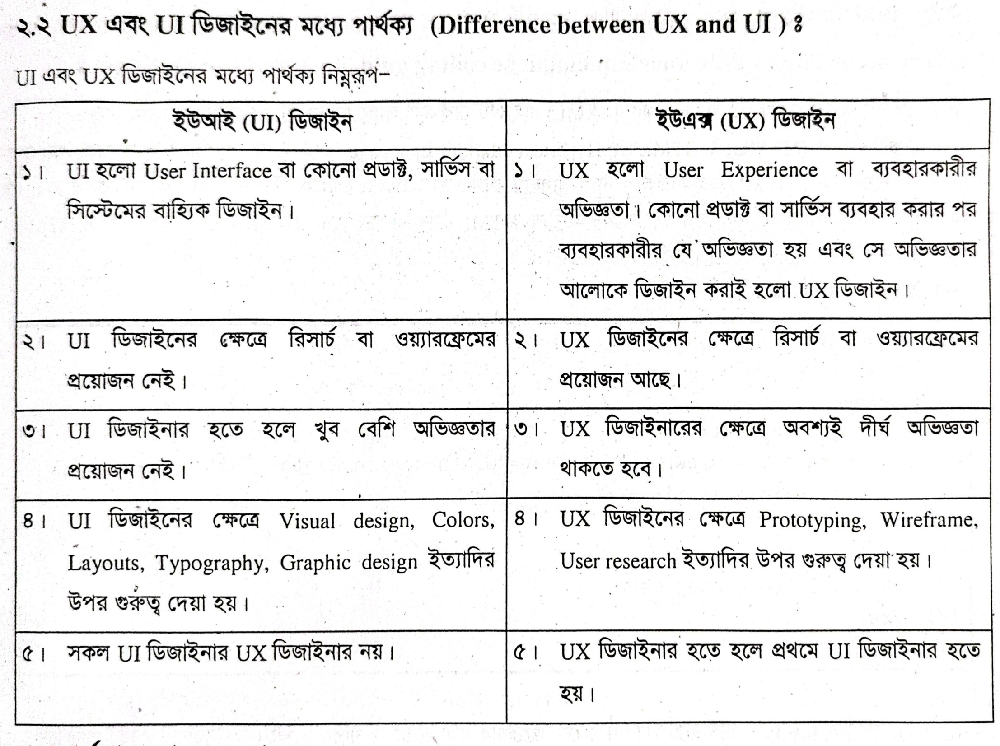 ২.২ UX এবং UI ডিজাইনের মধ্যে পার্থক্য (Difference between UX and UI ) ঃ
UI এবং UX ডিজাইনের মধ্যে পার্থক্য নিম্নরূপ–
ইউআই (UI) ডিজাইন
ইউএক্স (UX) ডিজাইন
১। UI হলো User Interface বা কোনো প্রডাক্ট, সার্ভিস বা
সিস্টেমের বাহ্যিক ডিজাইন।
১। UX হলো User Experience বা ব্যবহারকারীর
অভিজ্ঞতা। কোনো প্রডাক্ট বা সার্ভিস ব্যবহার করার পর
ব্যবহারকারীর যে অভিজ্ঞতা হয় এবং সে অভিজ্ঞতার
আলোকে ডিজাইন করাই হলো UX ডিজাইন।
২। UI ডিজাইনের ক্ষেত্রে রিসার্চ বা ওয়্যারফ্রেমের
প্রয়োজন নেই।
২। UX ডিজাইনের ক্ষেত্রে রিসার্চ বা ওয়্যারফ্রেমের
প্রয়োজন আছে।
৩। UI ডিজাইনার হতে হলে খুব বেশি অভিজ্ঞতার
প্রয়োজন নেই।
৩। UX ডিজাইনারের ক্ষেত্রে অবশ্যই দীর্ঘ অভিজ্ঞতা
থাকতে হবে।
৪। UI ডিজাইনের ক্ষেত্রে Visual design, Colors,
Layouts, Typography, Graphic design ইত্যাদির
উপর গুরুত্ব দেয়া হয়।
৪। UX ডিজাইনের ক্ষেত্রে Prototyping, Wireframe,
User research ইত্যাদির উপর গুরুত্ব দেয়া হয়।
৫। সকল UI ডিজাইনার UX ডিজাইনার নয়।
৫। UX ডিজাইনার হতে হলে প্রথমে UI ডিজাইনার হতে
হয়।